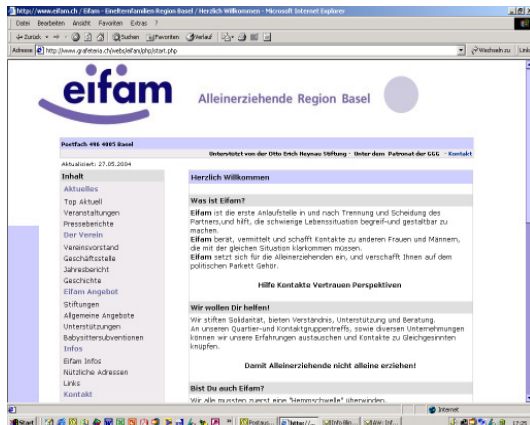 http://www.eifam.ch / Eifam - Einelternfamilien Region Basel / Herzlich Willkommen - Microsoft Internet Explorer
Datei Bearbeiten Ansicht Favoriten Extras ?
Zurück Suchen Favoriten Verlauf
Adresse http://www.grafeteria.ch/webs/eifam/php/start.php Wechseln zu Links
eifam
Alleinerziehende Region Basel
Postfach 496 4005 Basel
Unterstützt von der Otto Erich Heynau Stiftung - Unter dem Patronat der GGG - Kontakt
Aktualisiert: 27.05.2004
Inhalt
Aktuelles
Top Aktuell
Veranstaltungen
Presseberichte
Der Verein
Vereinsvorstand
Geschäftsstelle
Jahresbericht
Geschichte
Eifam Angebot
Stiftungen
Allgemeine Angebote
Unterstützungen
Babysittersubventionen
Infos
Eifam Infos
Nützliche Adressen
Links
Kontakt
Herzlich Willkommen
Was ist Eifam?
Eifam ist die erste Anlaufstelle in und nach Trennung und Scheidung des
Partners,und hilft, die schwierige Lebenssituation begreif-und gestaltbar zu
machen.
Eifam berät, vermittelt und schafft Kontakte zu anderen Frauen und Männern,
die mit der gleichen Situation klarkommen müssen.
Eifam setzt sich für die Alleinerziehenden ein, und verschafft Ihnen auf dem
politischen Parkett Gehör.
Hilfe Kontakte Vertrauen Perspektiven
Wir wollen Dir helfen!
Wir stiften Solidarität, bieten Verständnis, Unterstützung und Beratung.
An unseren Quartier-und Kontaktgruppentreffs, sowie diversen Unternehmungen
können wir unsere Erfahrungen austauschen und Kontakte zu Gleichgesinnten
knüpfen.
Damit Alleinerziehende nicht alleine erziehen!
Bist Du auch Eifam?
Wir alle mussten zuerst eine "Hemmschwelle" überwinden.
Internet
Start Postaus... http://... Info Bio... AW: Inf... 17:25